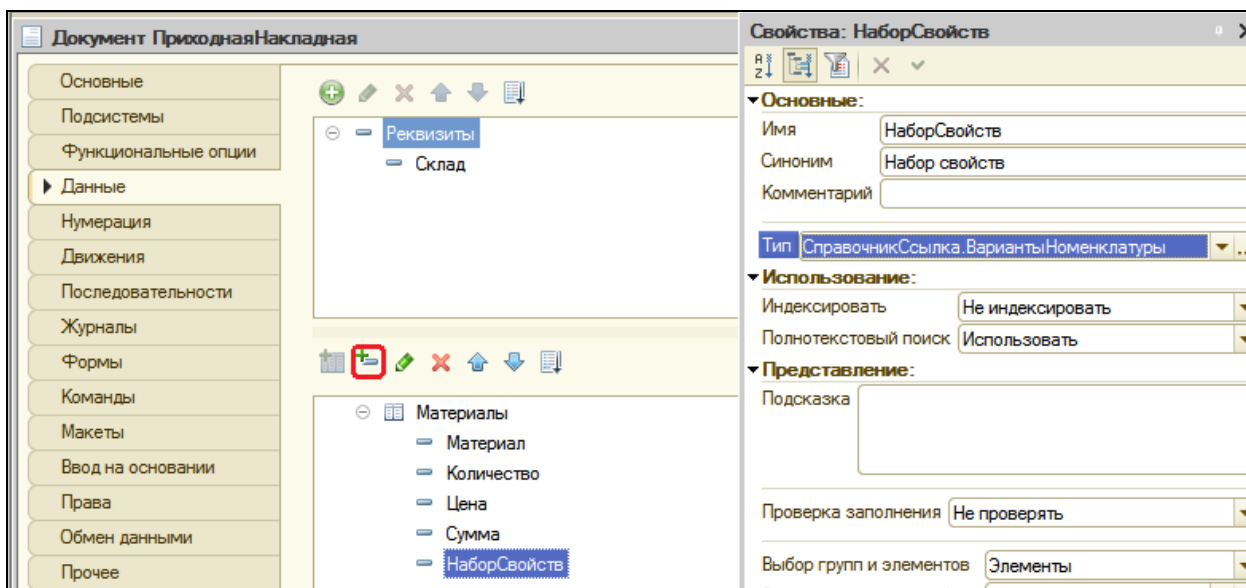 Документ ПриходнаяНакладная
Основные
Подсистемы
Функциональные опции
Данные
Нумерация
Движения
Последовательности
Журналы
Формы
Команды
Макеты
Ввод на основании
Права
Обмен данными
Прочее
Реквизиты
Склад
Материалы
Материал
Количество
Цена
Сумма
НаборСвойств
Свойства: НаборСвойств
Основные:
Имя НаборСвойств
Синоним Набор свойств
Комментарий
Тип СправочникСсылка.ВариантыНоменклатуры ...
Использование:
Индексировать Не индексировать
Полнотекстовый поиск Использовать
Представление:
Подсказка
Проверка заполнения Не проверять
Выбор групп и элементов Элементы